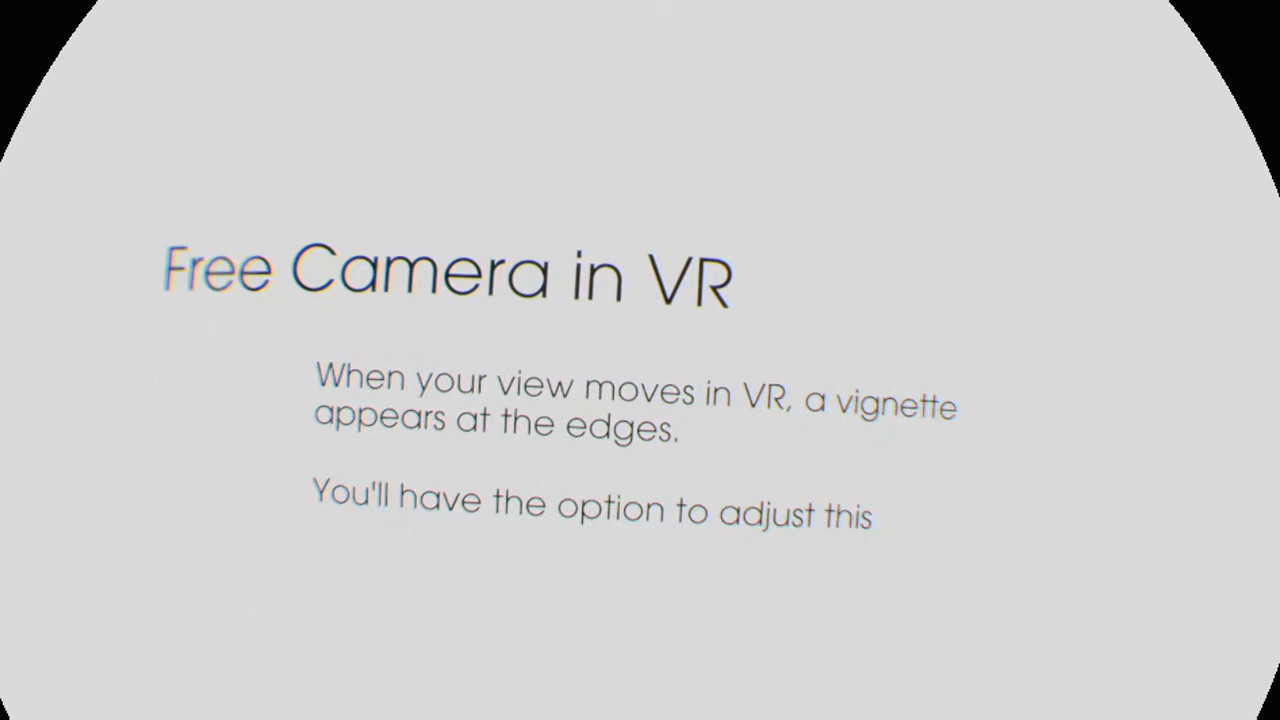 Free Camera in VR
When your view moves in VR, a vignette
appears at the edges.
You'll have the option to adjust this